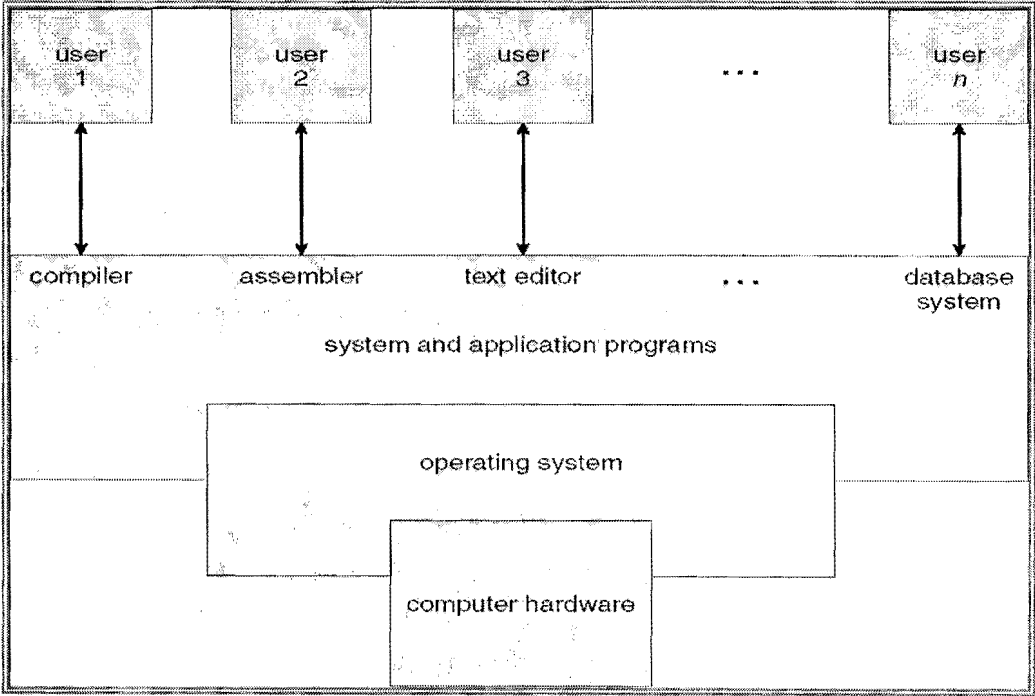 user
1
user
2
user
3
...
user
n
compiler
assembler
text editor
...
database
system
system and application programs
operating system
computer hardware